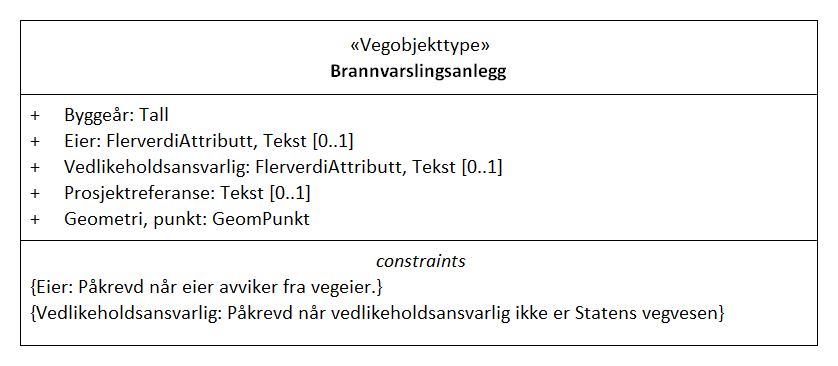 «Vegobjekttype»
Brannvarslingsanlegg
+ Byggeår: Tall
+ Eier: FlerverdiAttributt, Tekst [0..1]
+ Vedlikeholdsansvarlig: FlerverdiAttributt, Tekst [0..1]
+ Prosjektreferanse: Tekst [0..1]
+ Geometri, punkt: GeomPunkt
constraints
{Eier: Påkrevd når eier avviker fra vegeier.}
{Vedlikeholdsansvarlig: Påkrevd når vedlikeholdsansvarlig ikke er Statens vegvesen}